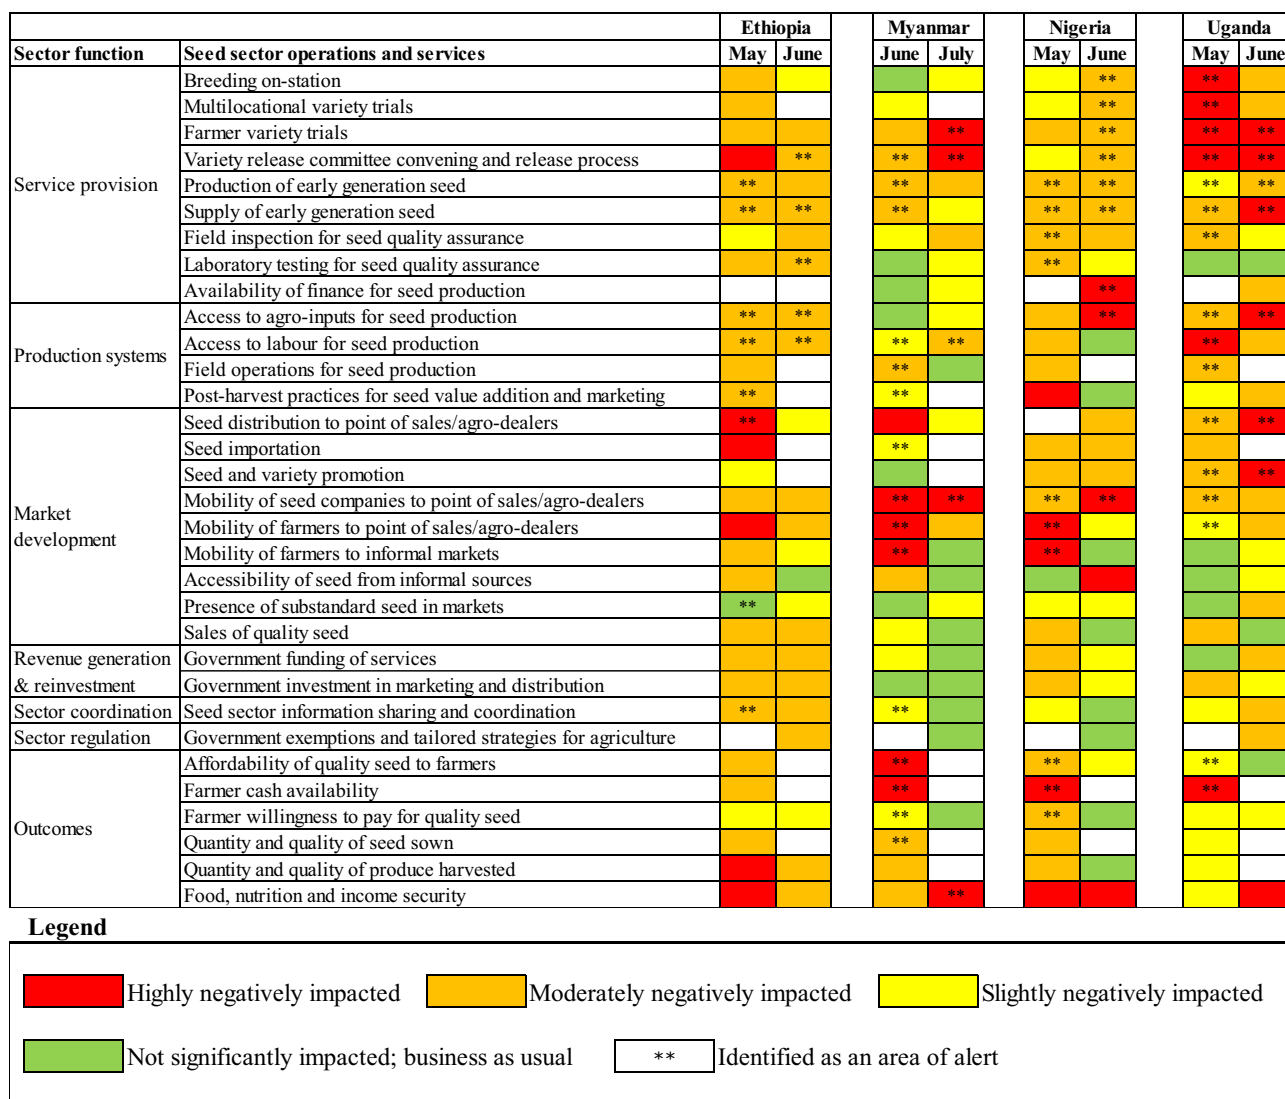 Ethiopia Myanmar Nigeria Uganda
Sector function Seed sector operations and services May June June July May June May June
Breeding on-station ** **
Multilocational variety trials ** **
Farmer variety trials ** ** ** **
Variety release committee convening and release process ** ** ** ** ** **
Service provision
Production of early generation seed ** ** ** ** ** **
Supply of early generation seed ** ** ** ** ** ** **
Field inspection for seed quality assurance ** **
Laboratory testing for seed quality assurance ** **
Availability of finance for seed production **
Access to agro-inputs for seed production ** ** ** ** **
Production systems
Access to labour for seed production ** ** ** ** **
Field operations for seed production ** **
Post-harvest practices for seed value addition and marketing ** **
Seed distribution to point of sales/agro-dealers ** ** **
Seed importation **
Seed and variety promotion ** **
Market
development
Mobility of seed companies to point of sales/agro-dealers ** ** ** ** **
Mobility of farmers to point of sales/agro-dealers ** ** **
Mobility of farmers to informal markets ** **
Accessibility of seed from informal sources
Presence of substandard seed in markets **
Sales of quality seed
Revenue generation Government funding of services
& reinvestment Government investment in marketing and distribution
Sector coordination Seed sector information sharing and coordination ** **
Sector regulation Government exemptions and tailored strategies for agriculture
Affordability of quality seed to farmers ** ** **
Farmer cash availability ** ** **
Outcomes
Farmer willingness to pay for quality seed ** **
Quantity and quality of seed sown **
Quantity and quality of produce harvested
Food, nutrition and income security **
Legend
Highly negatively impacted Moderately negatively impacted Slightly negatively impacted
Not significantly impacted; business as usual ** Identified as an area of alert